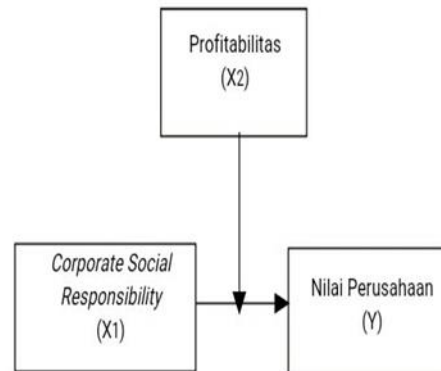 Profitabilitas
(X2)
Corporate Social
Responsibility
(X1)
Nilai Perusahaan
(Y)